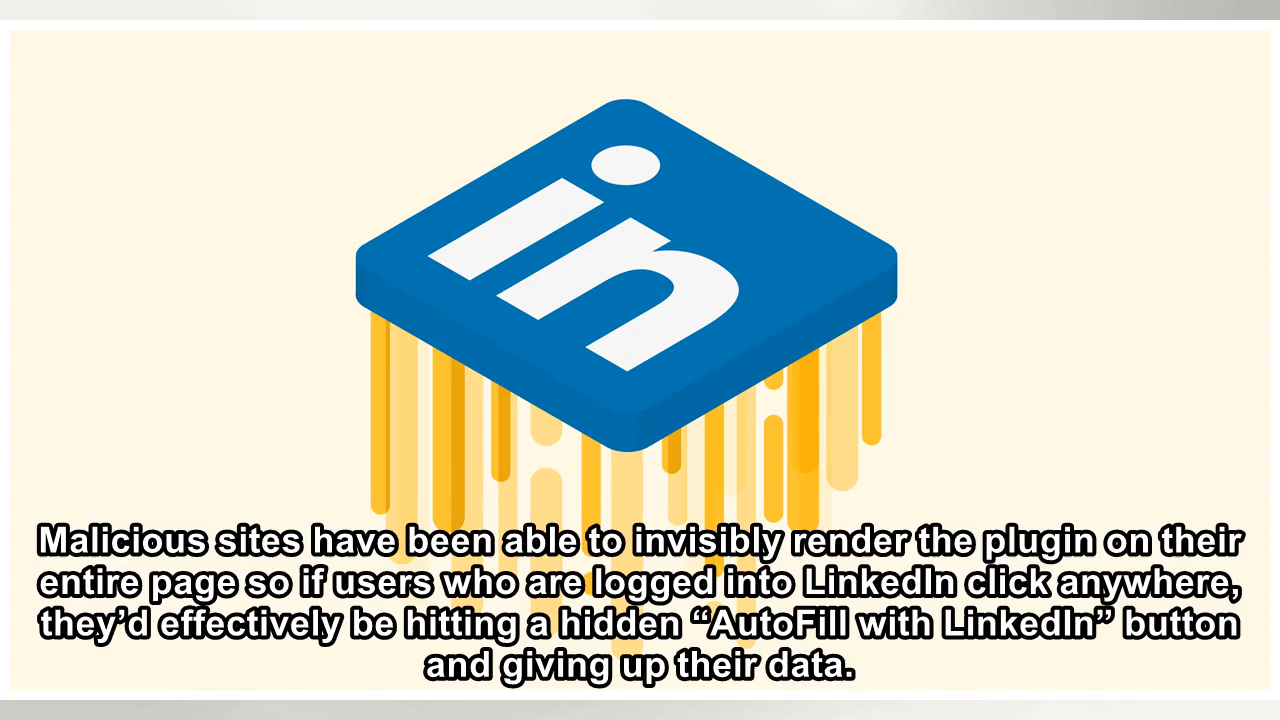 in
Malicious sites have been able to invisibly render the plugin on their
entire page so if users who are logged into LinkedIn click anywhere,
they’d effectively be hitting a hidden “AutoFill with LinkedIn” button
and giving up their data.